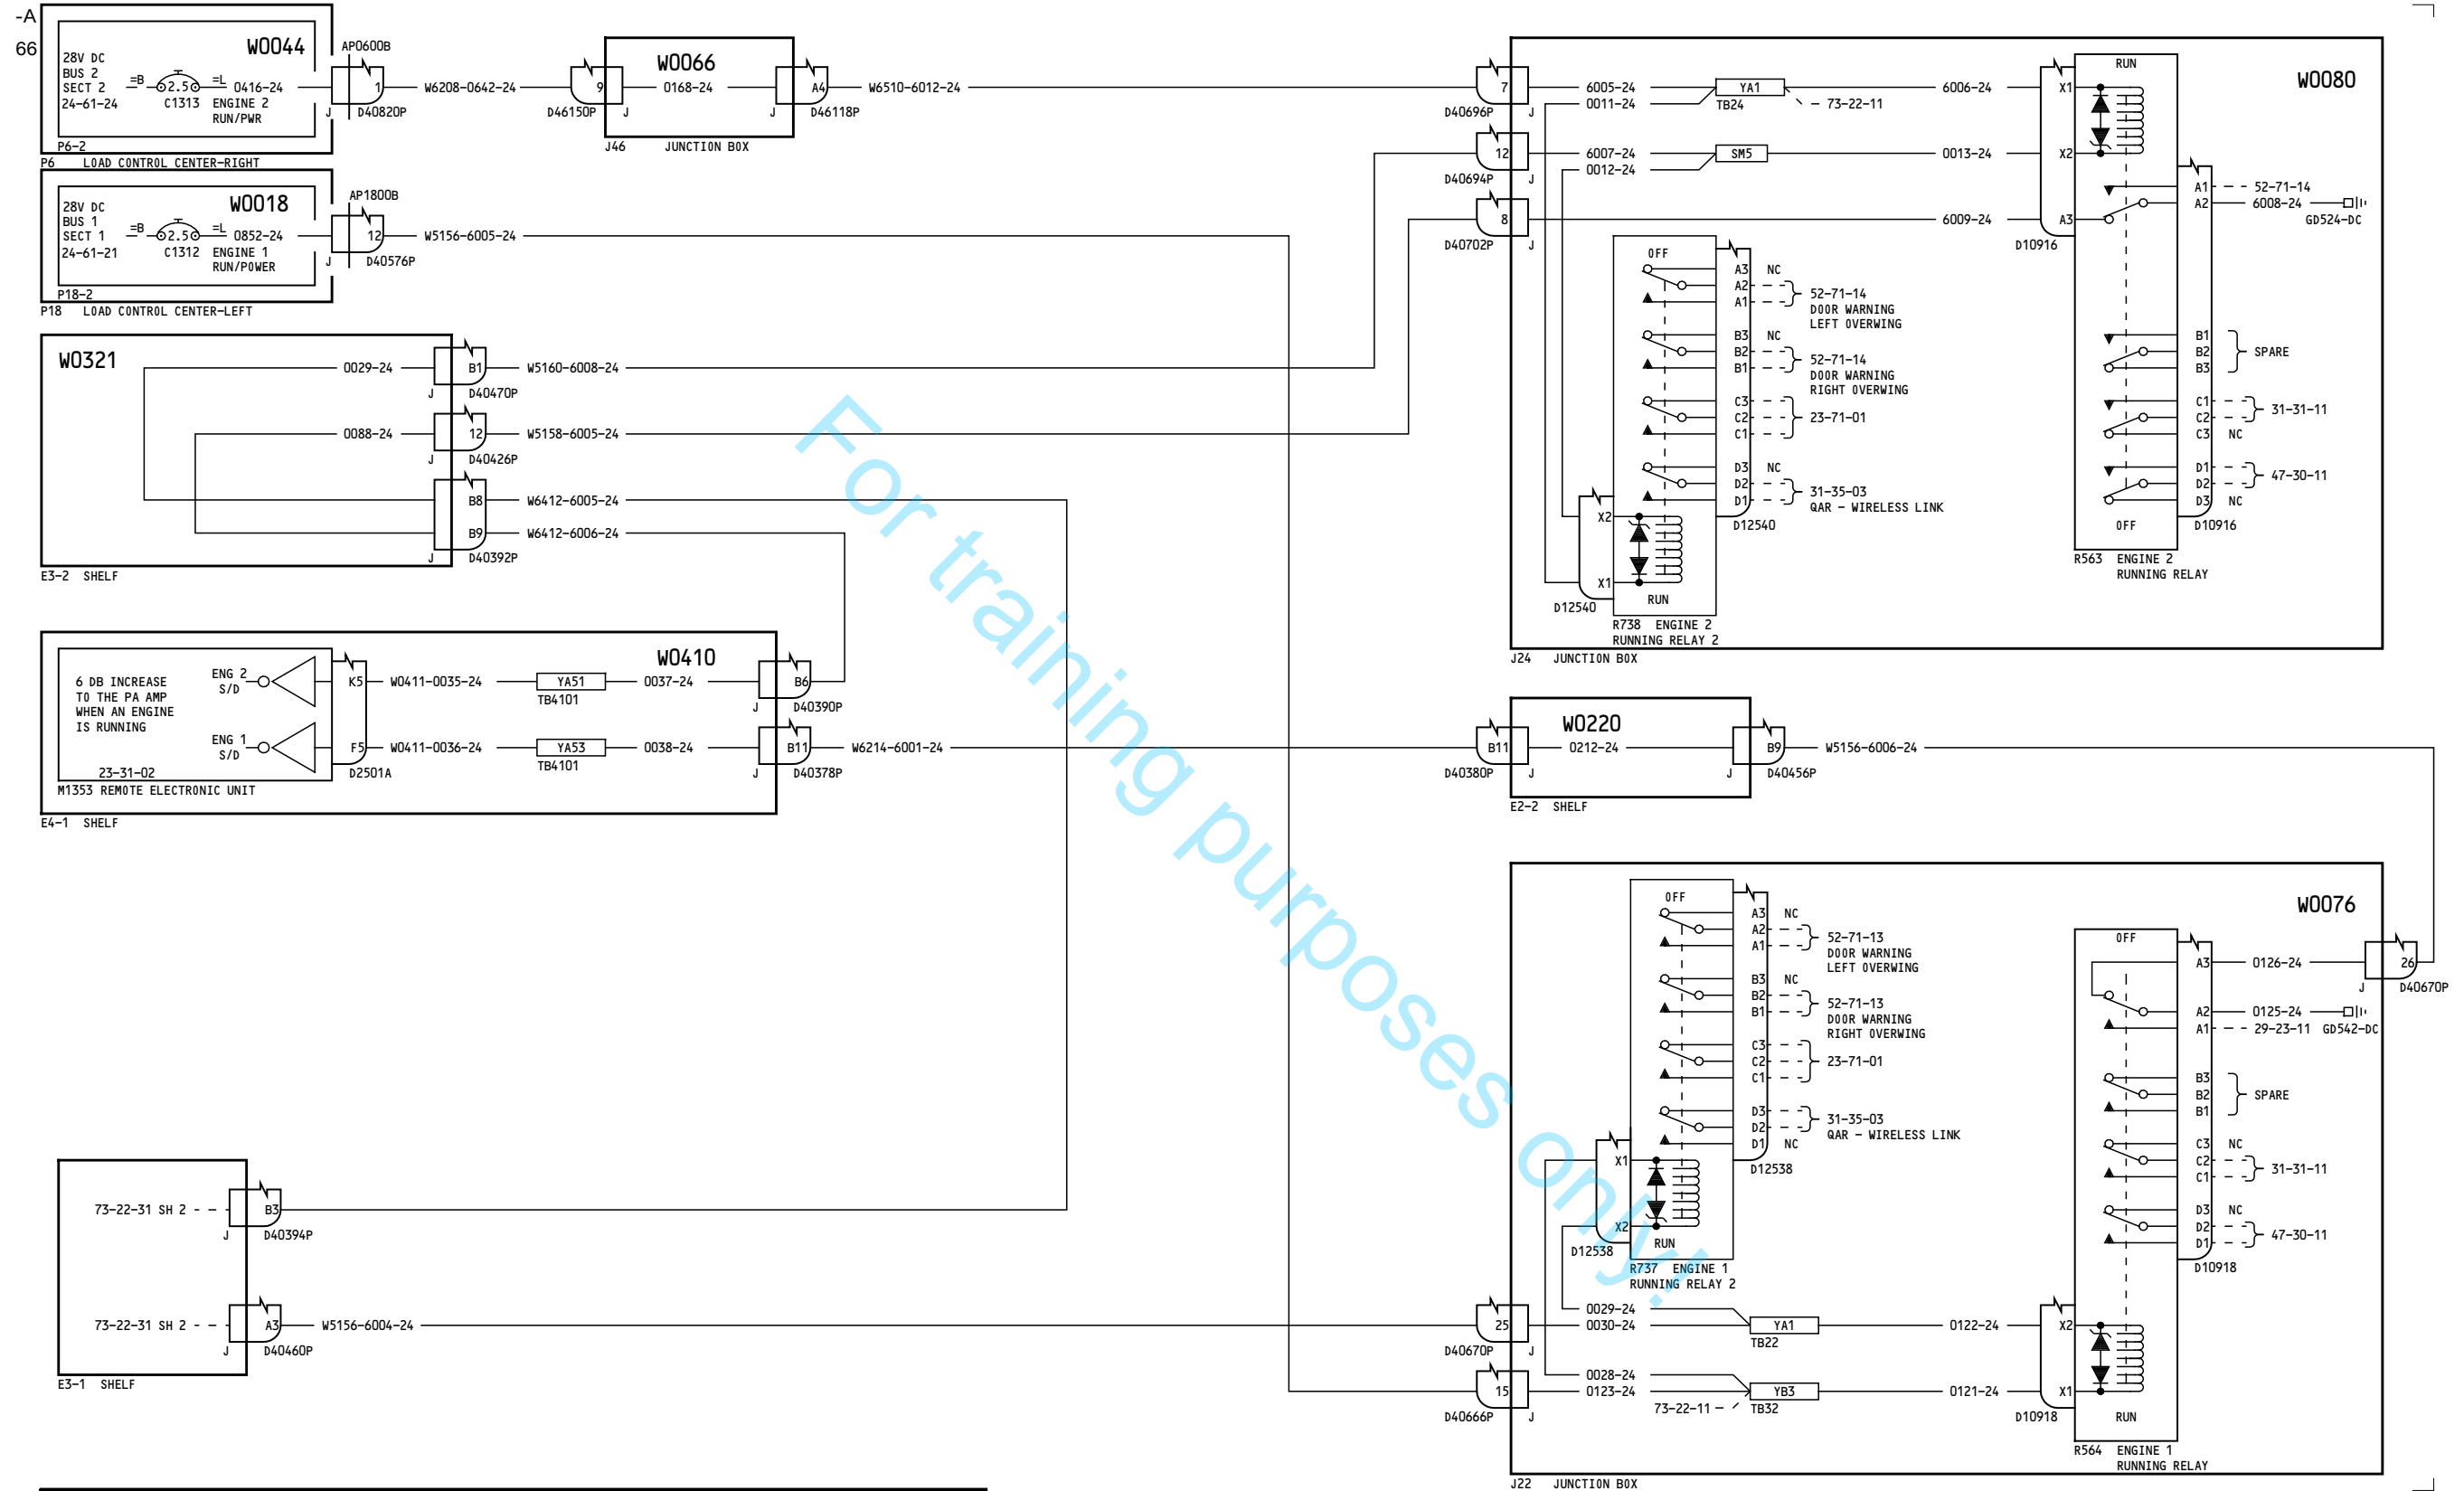 -A
66
28V DC
BUS 2
SECT 2
24-61-24
=B
2.5
C1313
=L
0416-24
ENGINE 2
RUN/PWR
W0044
P6-2
P6 LOAD CONTROL CENTER-RIGHT
AP0600B
1
J
D40820P
W6208-0642-24
9
D46150P
J
W0066
0168-24
A4
J
D46118P
J46 JUNCTION BOX
W6510-6012-24
28V DC
BUS 1
SECT 1
24-61-21
=B
2.5
C1312
=L
0852-24
ENGINE 1
RUN/POWER
W0018
P18-2
P18 LOAD CONTROL CENTER-LEFT
AP1800B
12
J
D40576P
W5156-6005-24
W0321
0029-24
B1
J
D40470P
W5160-6008-24
0088-24
12
J
D40426P
W5158-6005-24
B8
W6412-6005-24
B9
W6412-6006-24
J
D40392P
E3-2 SHELF
W0410
6 DB INCREASE
TO THE PA AMP
WHEN AN ENGINE
IS RUNNING
23-31-02
ENG 2
S/D
K5
W0411-0035-24
YA51
TB4101
0037-24
B6
J
D40390P
ENG 1
S/D
F5
D2501A
W0411-0036-24
YA53
TB4101
0038-24
B11
J
D40378P
W6214-6001-24
M1353 REMOTE ELECTRONIC UNIT
E4-1 SHELF
73-22-31 SH 2
B3
J
D40394P
73-22-31 SH 2
A3
J
D40460P
W5156-6004-24
E3-1 SHELF
W0080
7
D40696P
J
6005-24
0011-24
YA1
TB24
73-22-11
6006-24
12
D40694P
J
6007-24
0012-24
SM5
0013-24
8
D40702P
J
6009-24
RUN
X1
X2
A3
D10916
A1
52-71-14
A2
6008-24
GD524-DC
B1
B2
B3
SPARE
C1
C2
31-31-11
C3
NC
D1
D2
47-30-11
D3
NC
OFF
D10916
R563 ENGINE 2
RUNNING RELAY
OFF
A3
NC
A2
A1
52-71-14
DOOR WARNING
LEFT OVERWING
B3
NC
B2
B1
52-71-14
DOOR WARNING
RIGHT OVERWING
C3
C2
C1
23-71-01
D3
NC
D2
D1
31-35-03
QAR - WIRELESS LINK
D12540
X2
X1
D12540
RUN
R738 ENGINE 2
RUNNING RELAY 2
J24 JUNCTION BOX
B11
D40380P
J
W0220
0212-24
B9
J
D40456P
W5156-6006-24
E2-2 SHELF
W0076
OFF
A3
NC
A2
A1
52-71-13
DOOR WARNING
LEFT OVERWING
B3
NC
B2
B1
52-71-13
DOOR WARNING
RIGHT OVERWING
C3
C2
C1
23-71-01
D3
D2
31-35-03
QAR - WIRELESS LINK
D1
NC
D12538
X1
X2
D12538
RUN
R737 ENGINE 1
RUNNING RELAY 2
OFF
A3
0126-24
26
J
D40670P
A2
0125-24
GD542-DC
A1
29-23-11
B3
B2
B1
SPARE
C3
NC
C2
C1
31-31-11
D3
NC
D2
D1
47-30-11
D10918
25
D40670P
J
0029-24
0030-24
YA1
TB22
0122-24
X2
15
D40666P
J
0028-24
0123-24
73-22-11
YB3
TB32
0121-24
X1
D10918
RUN
R564 ENGINE 1
RUNNING RELAY
J22 JUNCTION BOX
For training purposes only!